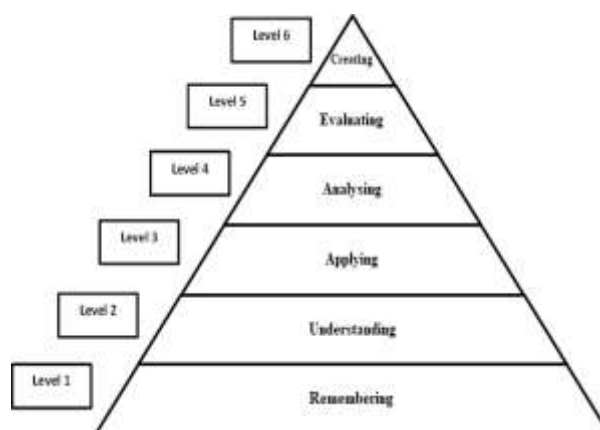 Level 6
Creating
Level 5
Evaluating
Level 4
Analysing
Level 3
Applying
Level 2
Understanding
Level 1
Remembering